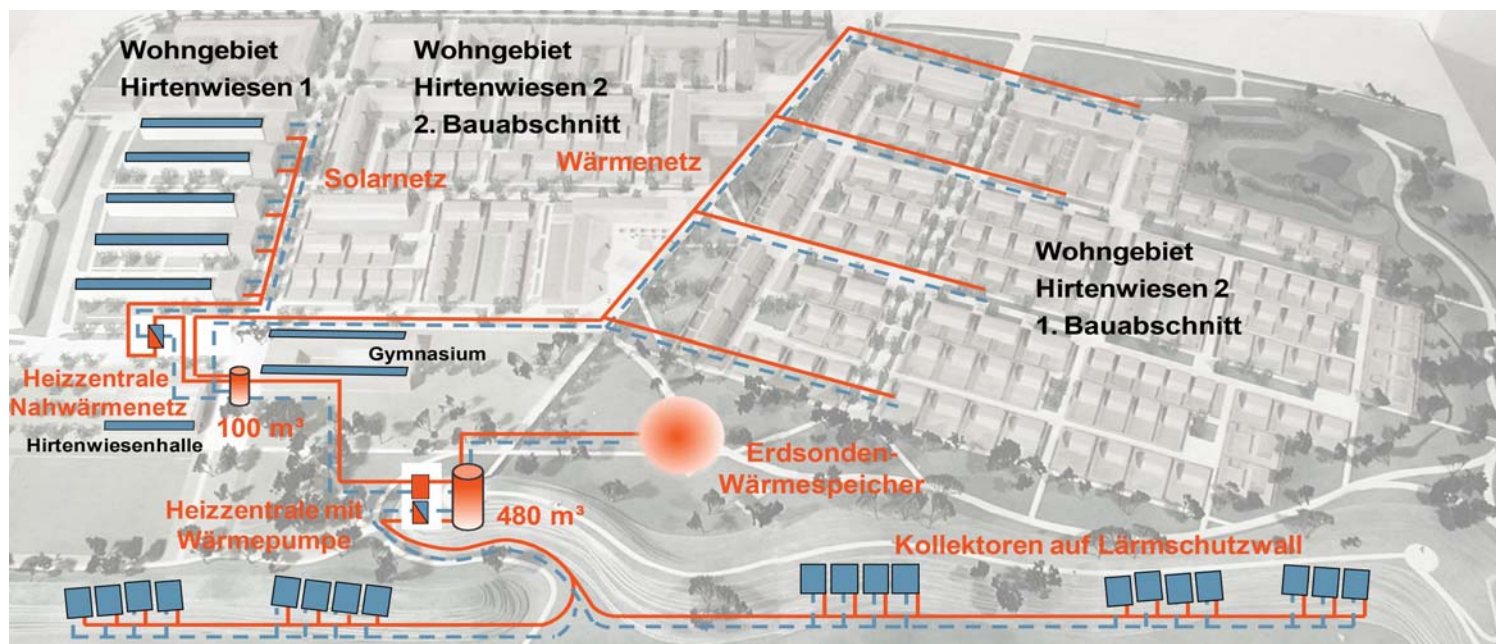 Wohngebiet
Hirtenwiesen 1
Wohngebiet
Hirtenwiesen 2
2. Bauabschnitt
Wärmenetz
Solarnetz
Wohngebiet
Hirtenwiesen 2
1. Bauabschnitt
Gymnasium
Heizzentrale
Nahwärmenetz
100 m³
Hirtenwiesenhalle
Erdsonden-
Wärmespeicher
Heizzentrale mit
Wärmepumpe
480 m³
Kollektoren auf Lärmschutzwall